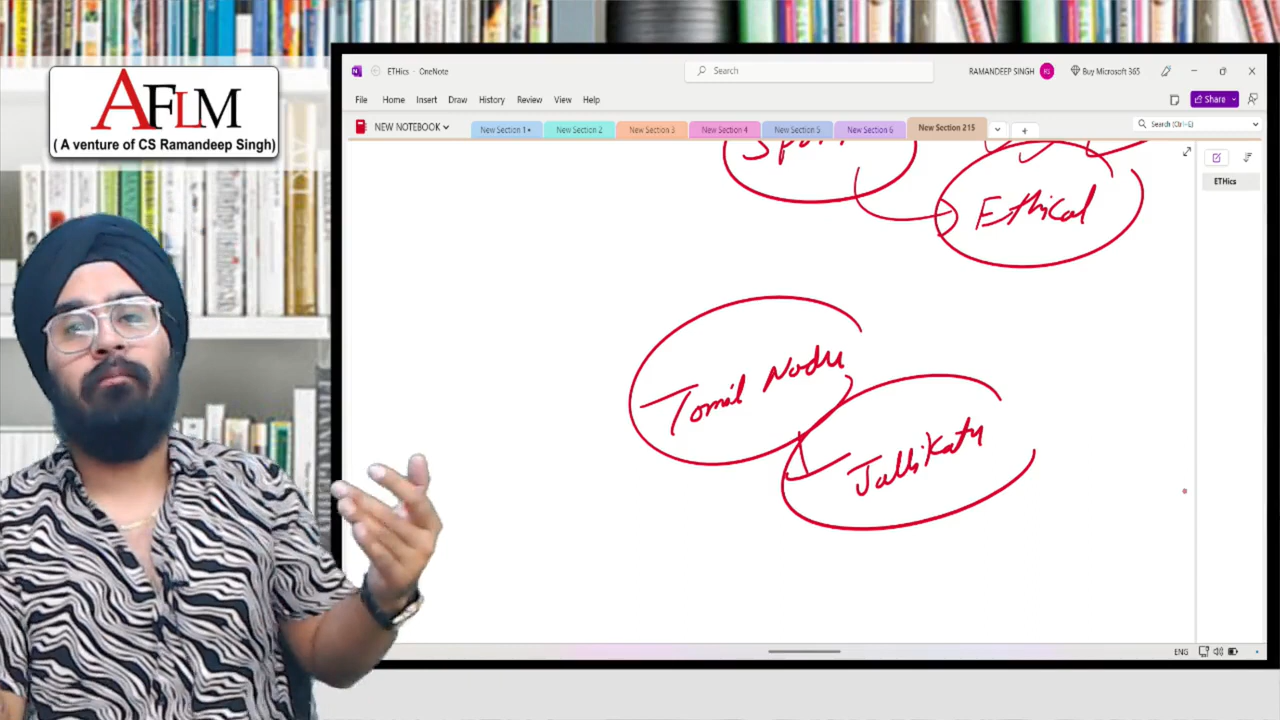 AFLM
( A venture of CS Ramandeep Singh)
ETHics - OneNote
Search
RAMANDEEP SINGH
Buy Microsoft 365
File Home Insert Draw History Review View Help
Share
NEW NOTEBOOK
New Section 1
New Section 2
New Section 3
New Section 4
New Section 5
New Section 6
New Section 215
Search (Ctrl+E)
ETHics
Ethical
Tamil Nadu
Jallikatu
ENG